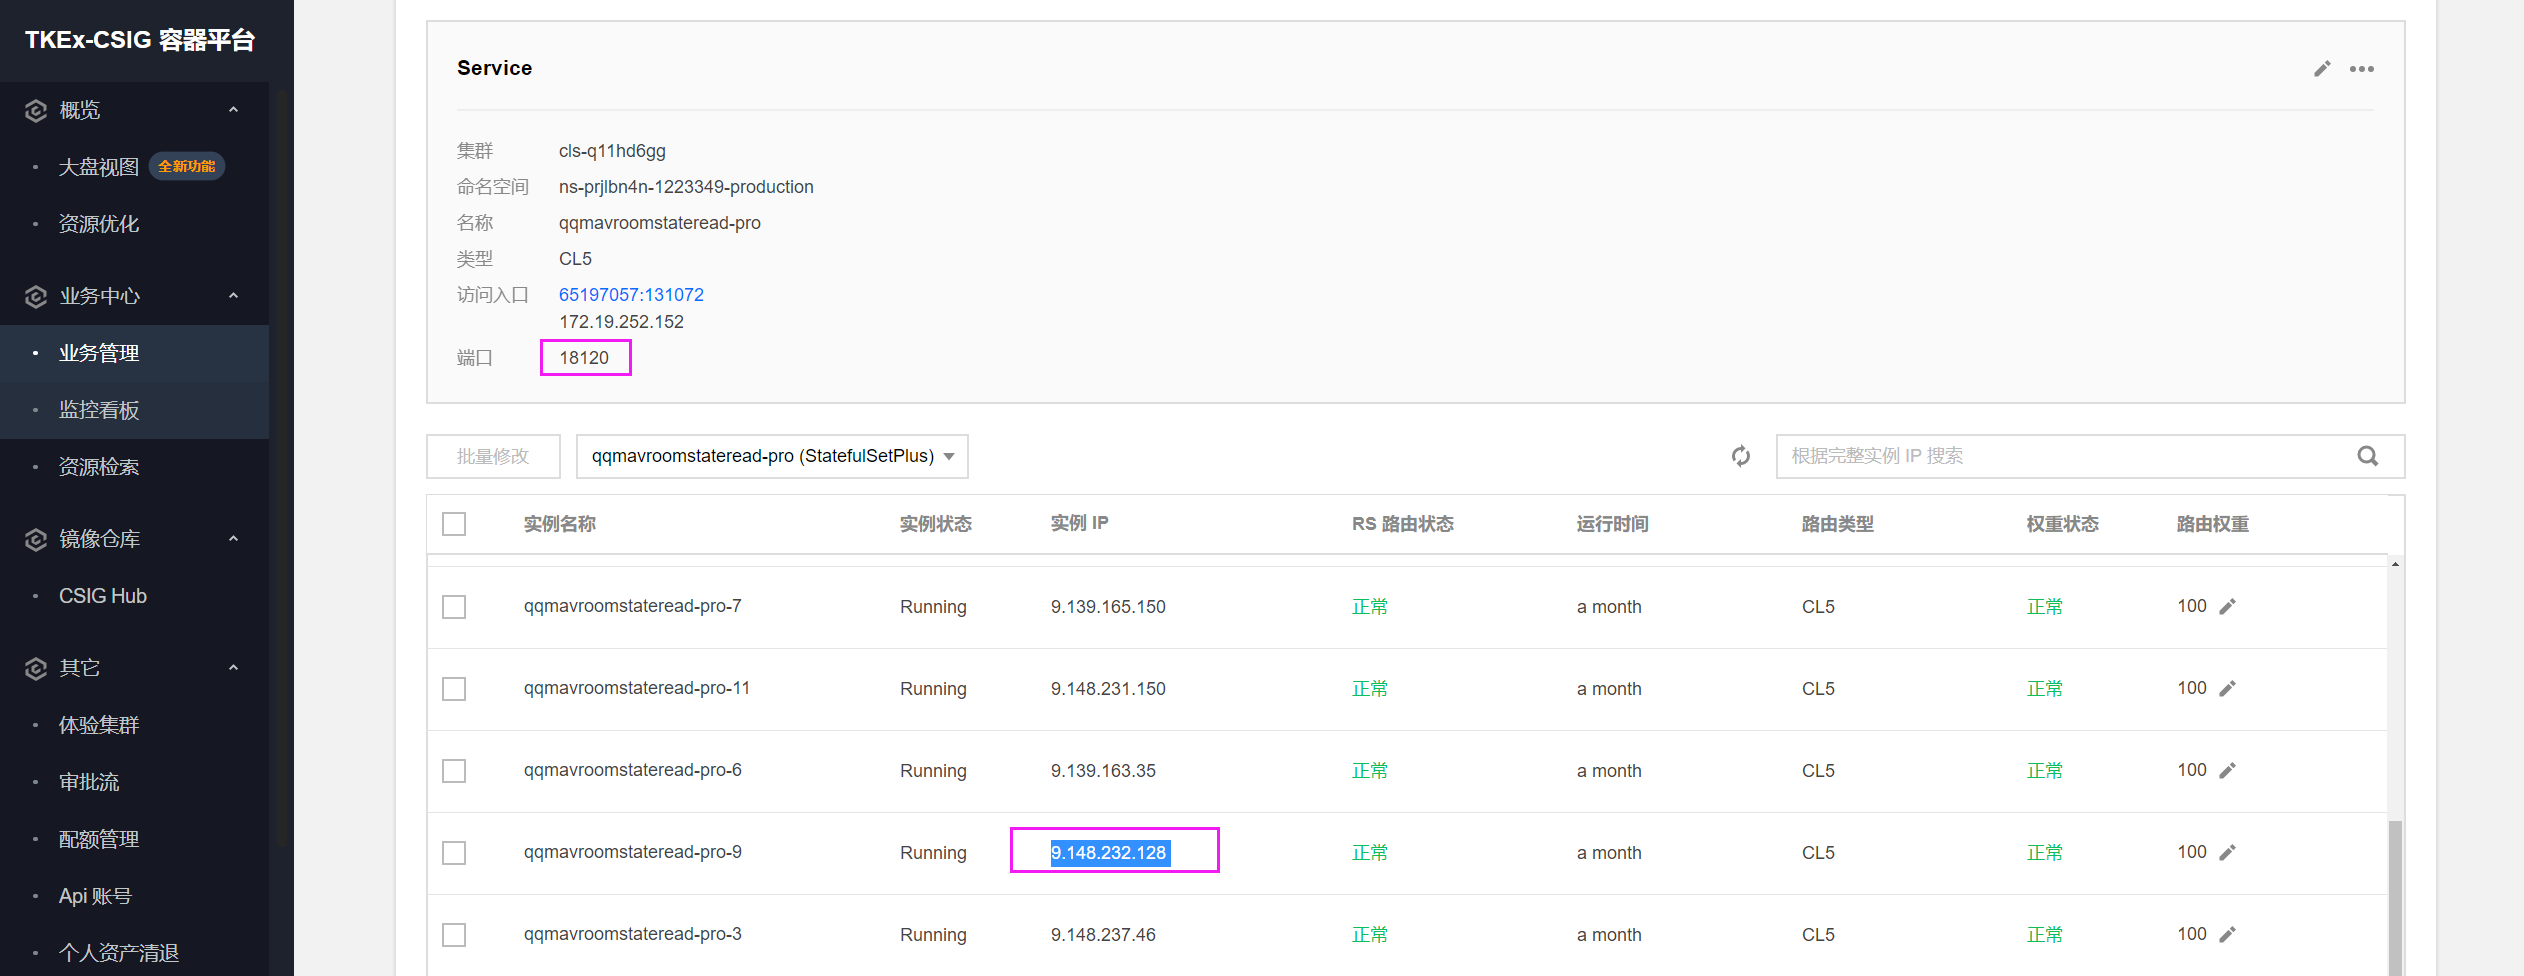 TKEx-CSIG 容器平台
概览
大盘视图 全新功能
资源优化
业务中心
业务管理
监控看板
资源检索
镜像仓库
CSIG Hub
其它
体验集群
审批流
配额管理
Api 账号
个人资产清退
Service
集群 cls-q11hd6gg
命名空间 ns-prjlbn4n-1223349-production
名称 qqmavroomstateread-pro
类型 CL5
访问入口 65197057:131072
172.19.252.152
端口 18120
批量修改 qqmavroomstateread-pro (StatefulSetPlus) 根据完整实例 IP 搜索
实例名称 实例状态 实例 IP RS 路由状态 运行时间 路由类型 权重状态 路由权重
qqmavroomstateread-pro-7 Running 9.139.165.150 正常 a month CL5 正常 100
qqmavroomstateread-pro-11 Running 9.148.231.150 正常 a month CL5 正常 100
qqmavroomstateread-pro-6 Running 9.139.163.35 正常 a month CL5 正常 100
qqmavroomstateread-pro-9 Running 9.148.232.128 正常 a month CL5 正常 100
qqmavroomstateread-pro-3 Running 9.148.237.46 正常 a month CL5 正常 100